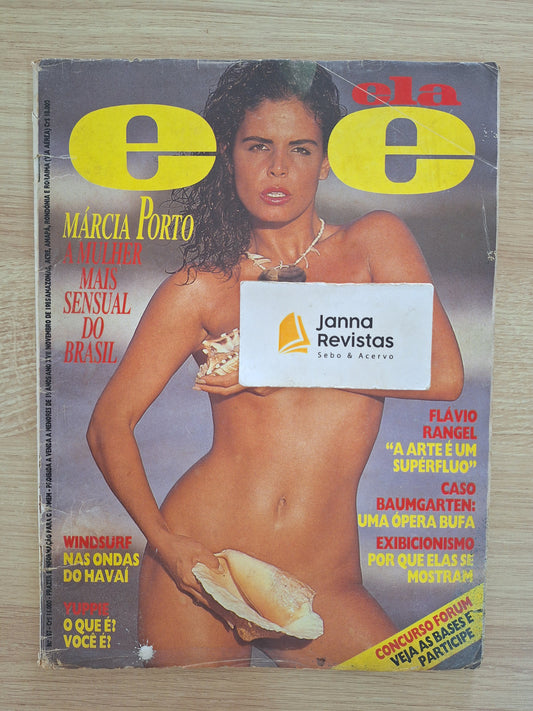 ela
e e
MÁRCIA PORTO
A MULHER
MAIS
SENSUAL
DO
BRASIL
Janna
Revistas
Sebo & Acervo
FLÁVIO
RANGEL
“A ARTE É UM
SUPÉRFLUO”
CASO
BAUMGARTEN:
UMA ÓPERA BUFA
EXIBICIONISMO
POR QUE ELAS SE
MOSTRAM
WINDSURF
NAS ONDAS
DO HAVAÍ
YUPPIE
O QUE É?
VOCÊ É?
CONCURSO FORUM
VEJA AS BASES E
PARTICIPE